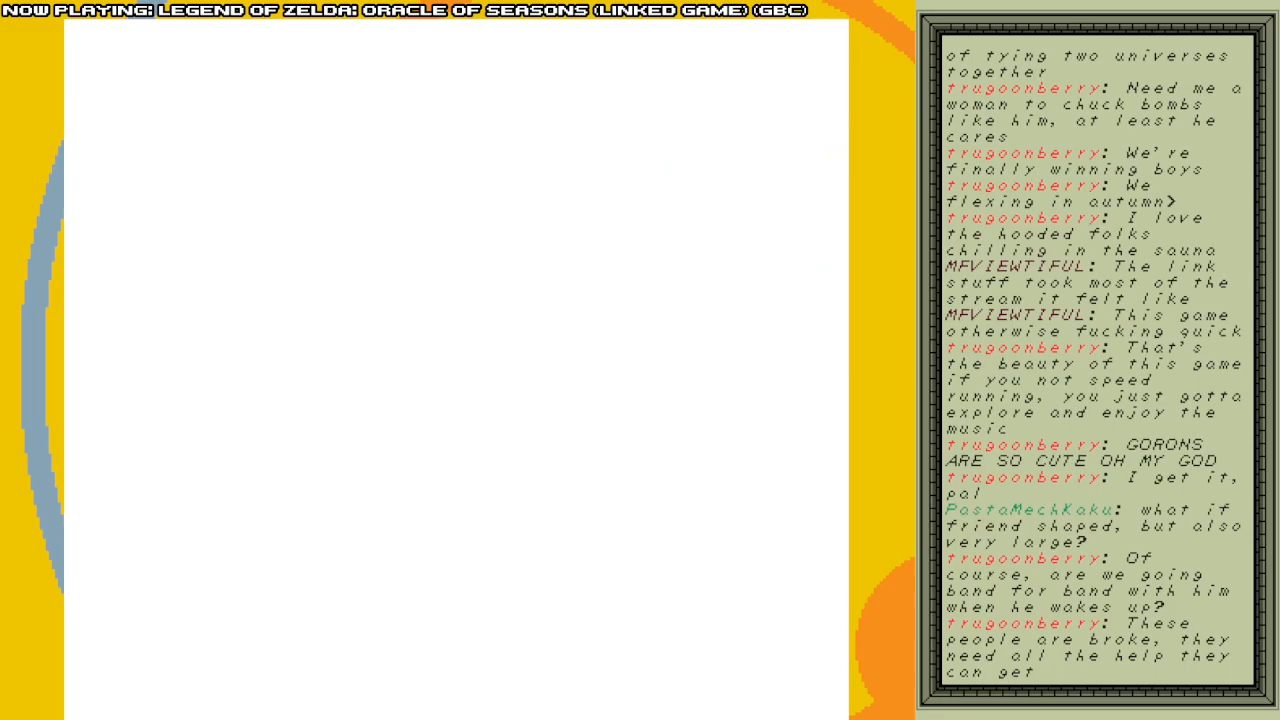 NOW PLAYING: LEGEND OF ZELDA: ORACLE OF SEASONS (LINKED GAME) (GBC)
of tying two universes
together
trugoonberry: Need me a
woman to chuck bombs
like him, at least he
cares
trugoonberry: We're
finally winning boys
trugoonberry: We
flexing in autumn>
trugoonberry: I love
the hooded folks
chilling in the sauna
MFVIEWTIFUL: The link
stuff took most of the
stream it felt like
MFVIEWTIFUL: This game
otherwise fucking quick
trugoonberry: That's
the beauty of this game
if you not speed
running, you just gotta
explore and enjoy the
music
trugoonberry: GORONS
ARE SO CUTE OH MY GOD
trugoonberry: I get it,
pal
PastaMechKaku: what if
friend shaped, but also
very large?
trugoonberry: Of
course, are we going
band for band with him
when he wakes up?
trugoonberry: These
people are broke, they
need all the help they
can get